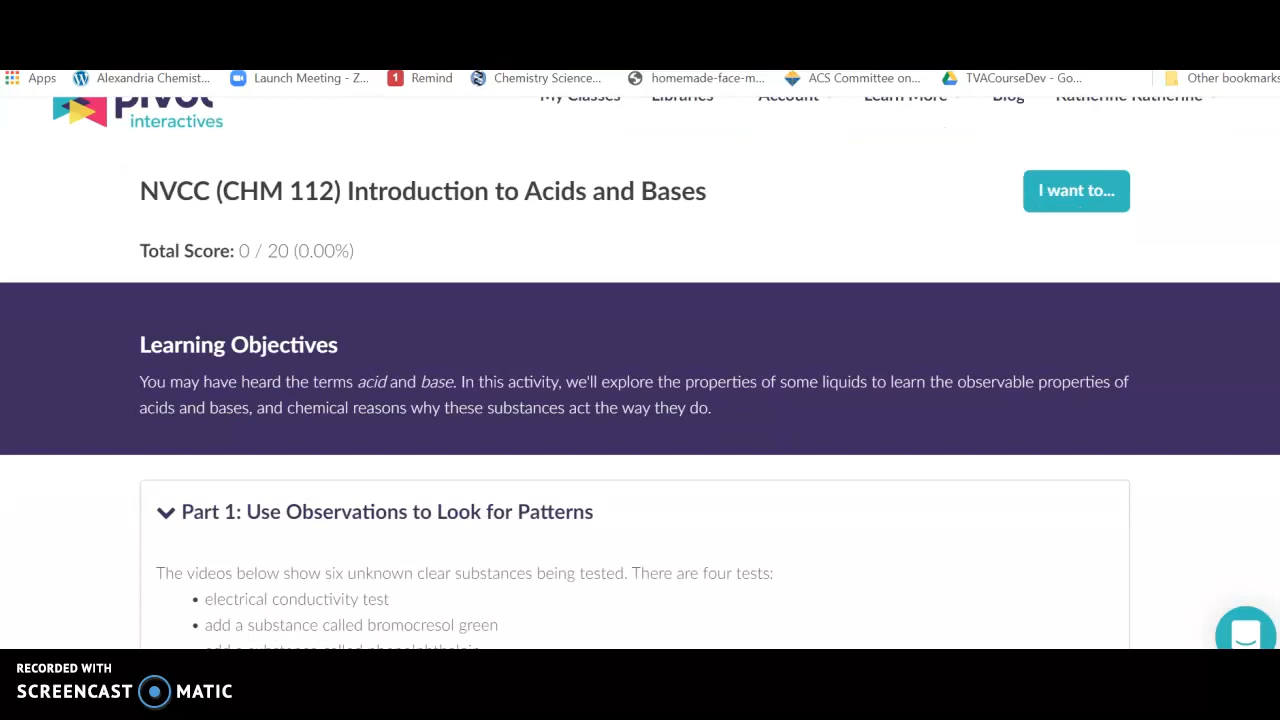 Apps Alexandria Chemist... Launch Meeting - Z... 1 Remind Chemistry Science... homemade-face-m... ACS Committee on... TVACourseDev - Go... Other bookmarks
pivot My Classes Libraries Account Learn More Blog Katherine Katherine
interactives
NVCC (CHM 112) Introduction to Acids and Bases I want to...
Total Score: 0 / 20 (0.00%)
Learning Objectives
You may have heard the terms acid and base. In this activity, we'll explore the properties of some liquids to learn the observable properties of
acids and bases, and chemical reasons why these substances act the way they do.
Part 1: Use Observations to Look for Patterns
The videos below show six unknown clear substances being tested. There are four tests:
• electrical conductivity test
• add a substance called bromocresol green
add a substance called phenolphthalein
RECORDED WITH
SCREENCAST MATIC